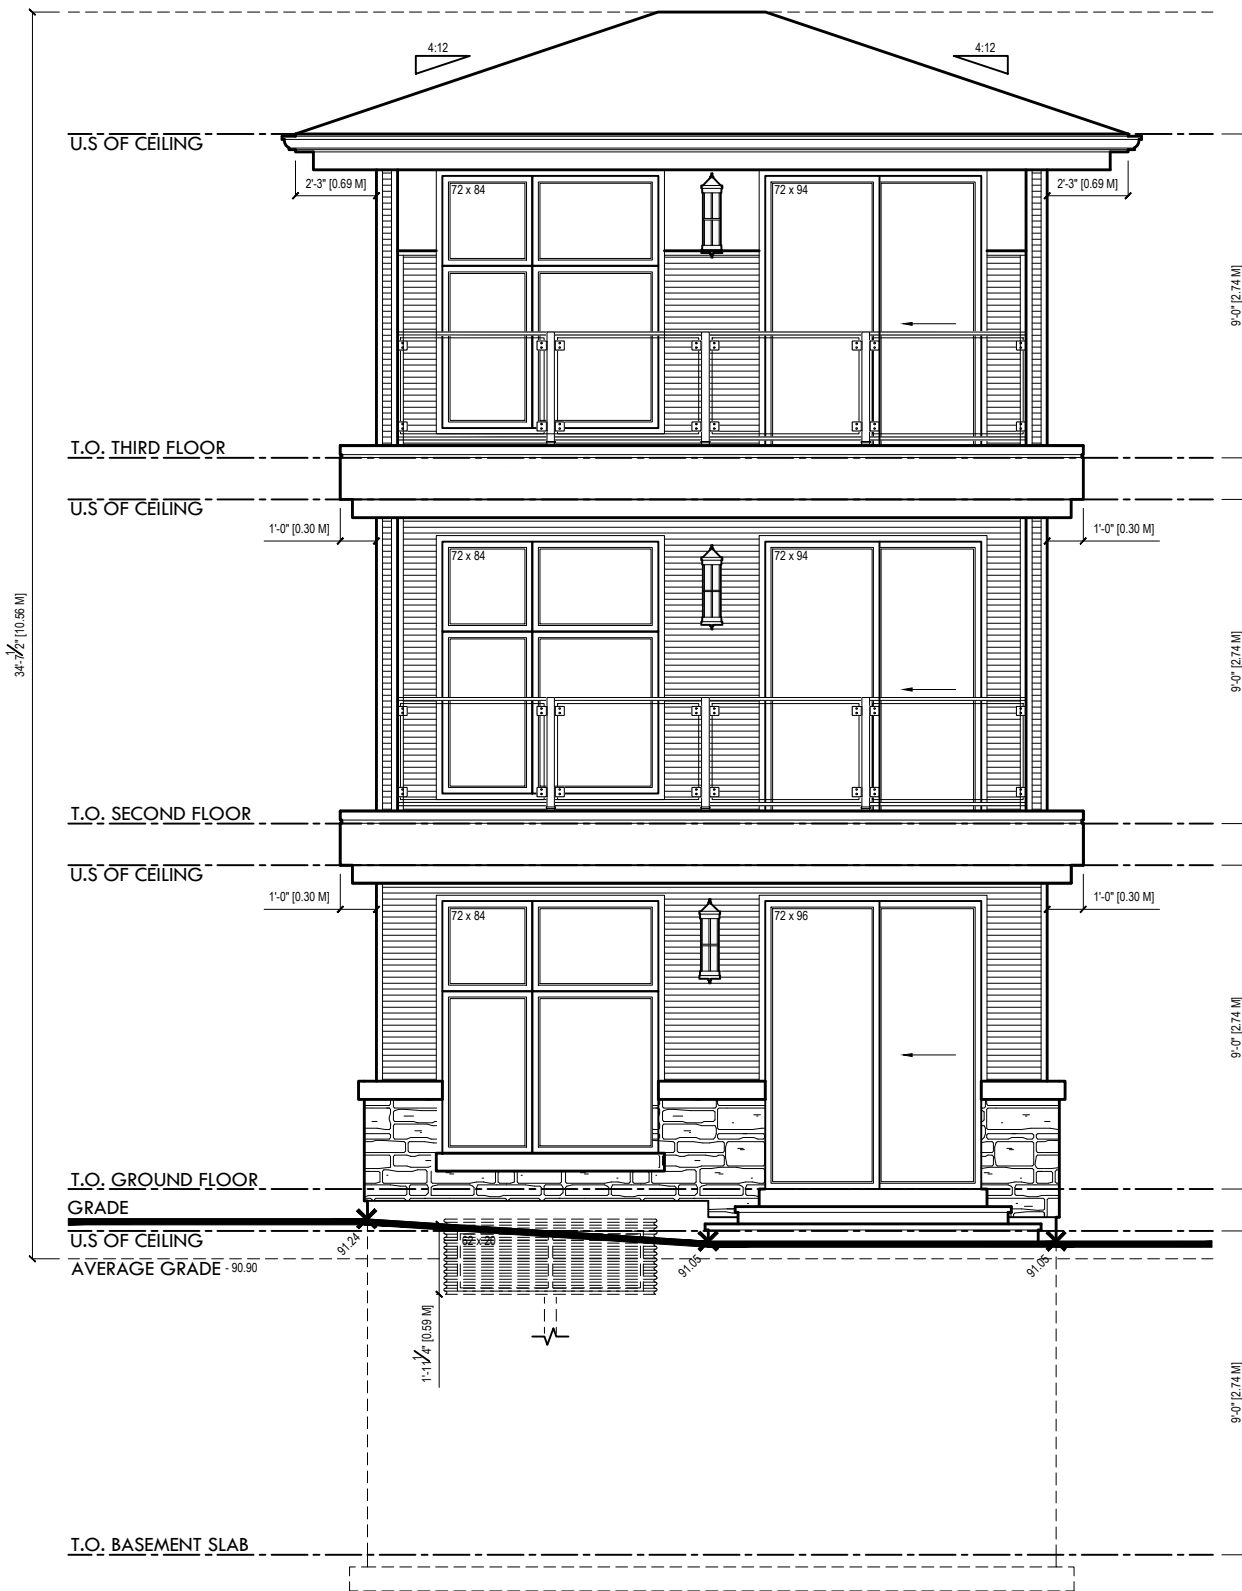 4:12
4:12
U.S OF CEILING
2'-3" [0.69 M]
2'-3" [0.69 M]
72 x 84
72 x 94
9'-0" [2.74 M]
T.O. THIRD FLOOR
U.S OF CEILING
1'-0" [0.30 M]
1'-0" [0.30 M]
72 x 84
72 x 94
34'-7 1/2" [10.56 M]
9'-0" [2.74 M]
T.O. SECOND FLOOR
U.S OF CEILING
1'-0" [0.30 M]
1'-0" [0.30 M]
72 x 84
72 x 96
9'-0" [2.74 M]
T.O. GROUND FLOOR
GRADE
U.S OF CEILING
91.24
62 x 20
91.05
91.05
AVERAGE GRADE - 90.90
1'-11 1/4" [0.59 M]
9'-0" [2.74 M]
T.O. BASEMENT SLAB